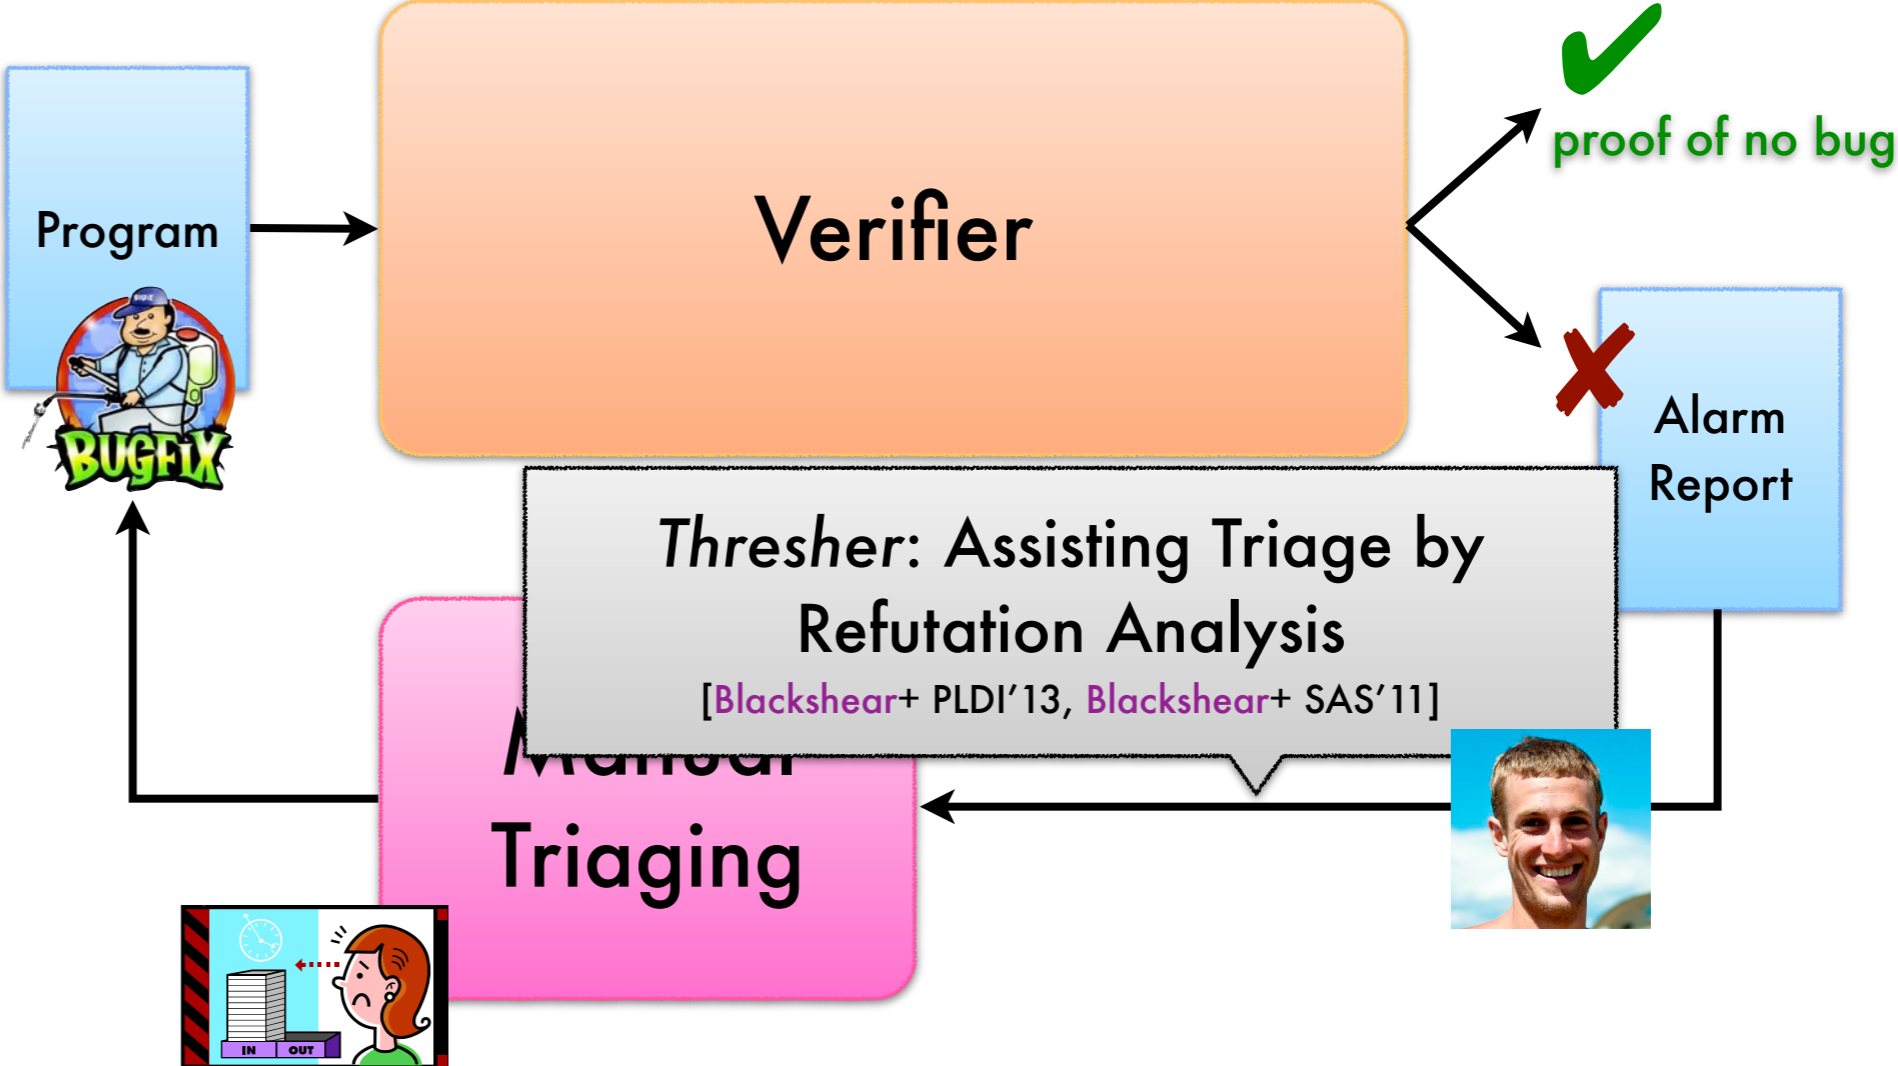 Program
BUGFIX
Verifier
proof of no bug
Alarm
Report
Thresher: Assisting Triage by
Refutation Analysis
[Blackshear+ PLDI’13, Blackshear+ SAS’11]
Manual
Triaging
IN OUT